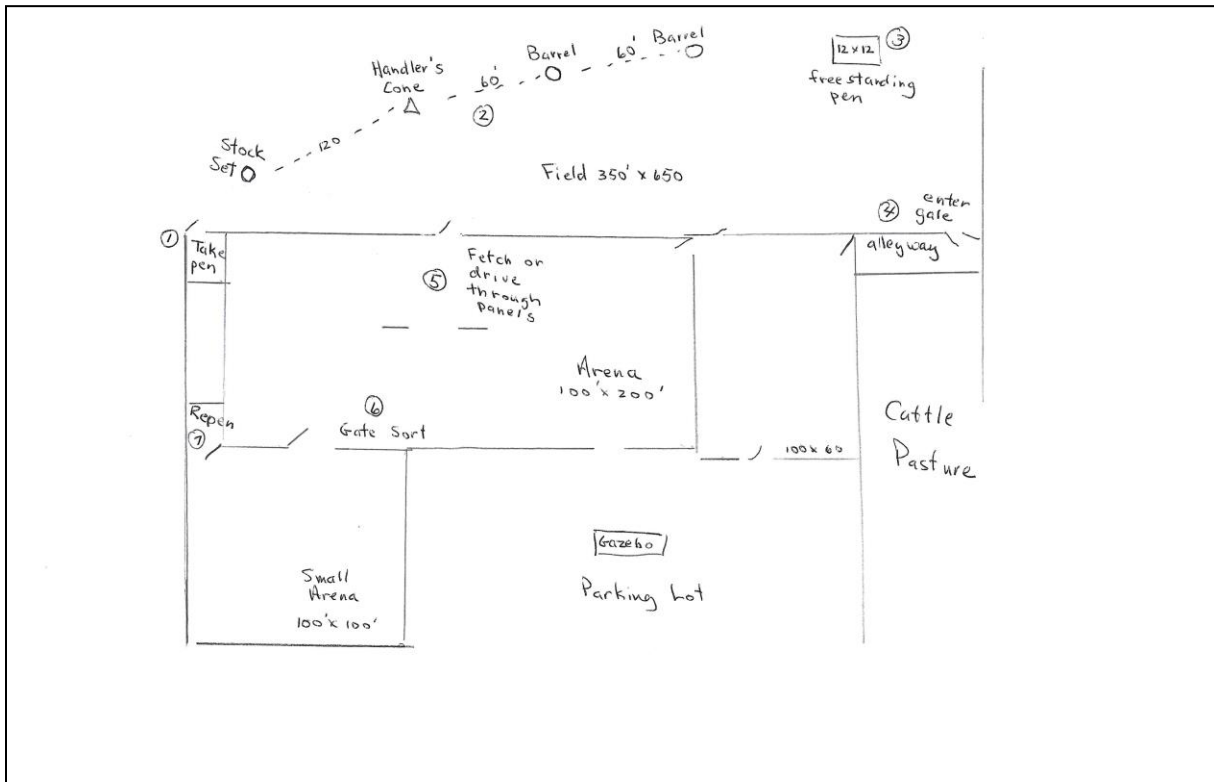 Barrel
60'
Barrel
12 x 12
③
Handler's
Cone
60'
②
free standing
pen
120
Stock
Set
Field 350' x 650
④
enter
gate
①
Take
pen
alleyway
⑤
Fetch or
drive
through
panels
Arena
100' x 200'
Repen
⑦
⑥
Gate Sort
100 x 60
Cattle
Pasture
Gazebo
Small
Arena
100' x 100'
Parking Lot